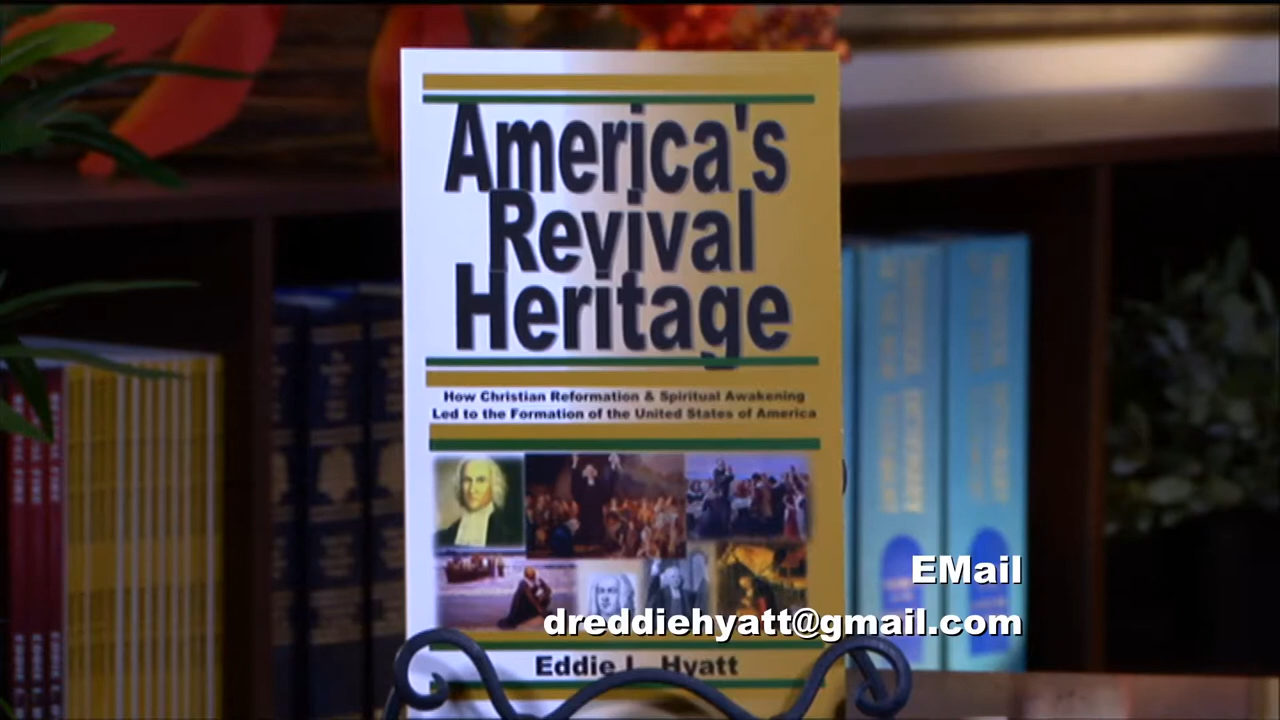 America's
Revival
Heritage
How Christian Reformation & Spiritual Awakening
Led to the Formation of the United States of America
EMail
dreddiehyatt@gmail.com
Eddie L. Hyatt